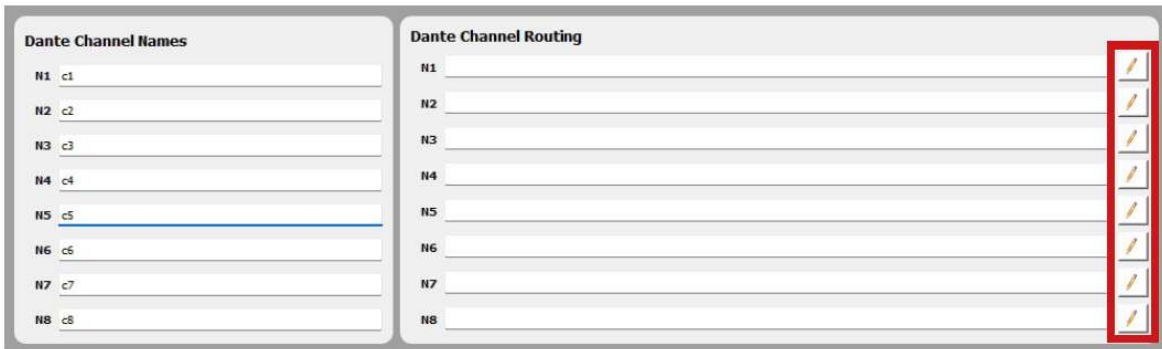 Dante Channel Names
N1 c1
N2 c2
N3 c3
N4 c4
N5 c5
N6 c6
N7 c7
N8 c8
Dante Channel Routing
N1
N2
N3
N4
N5
N6
N7
N8